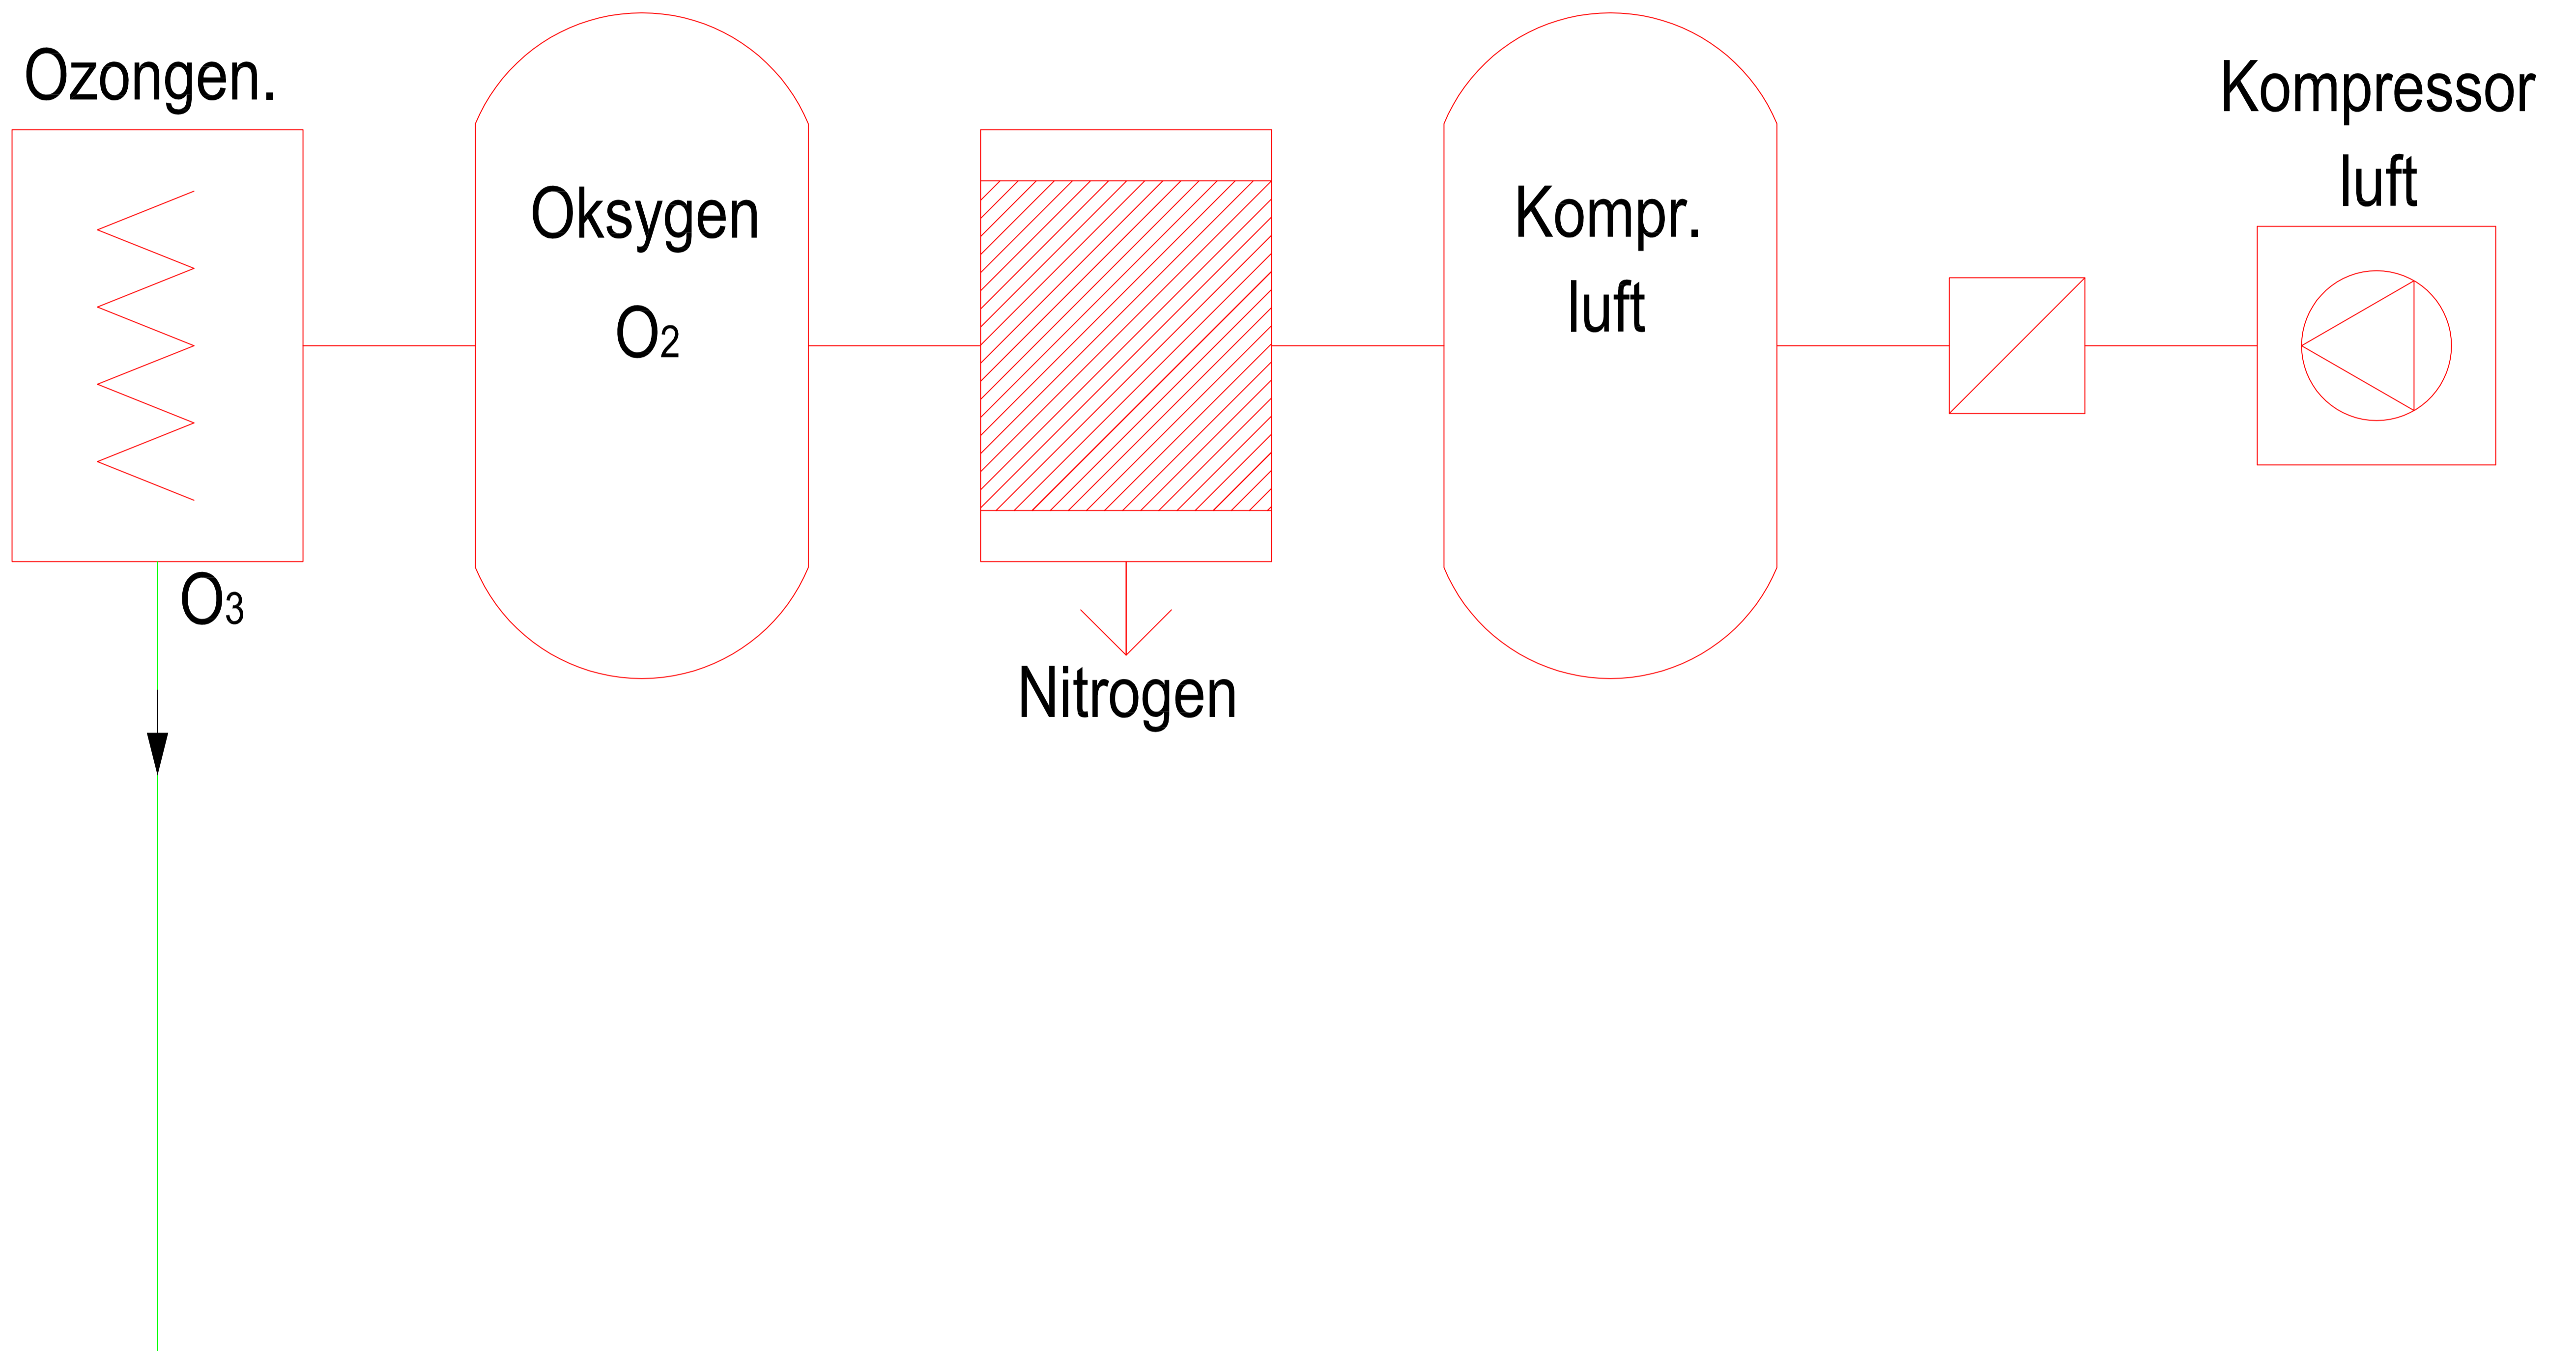 Ozongen.
Oksygen
O2
Kompr.
luft
Kompressor
luft
O3
Nitrogen